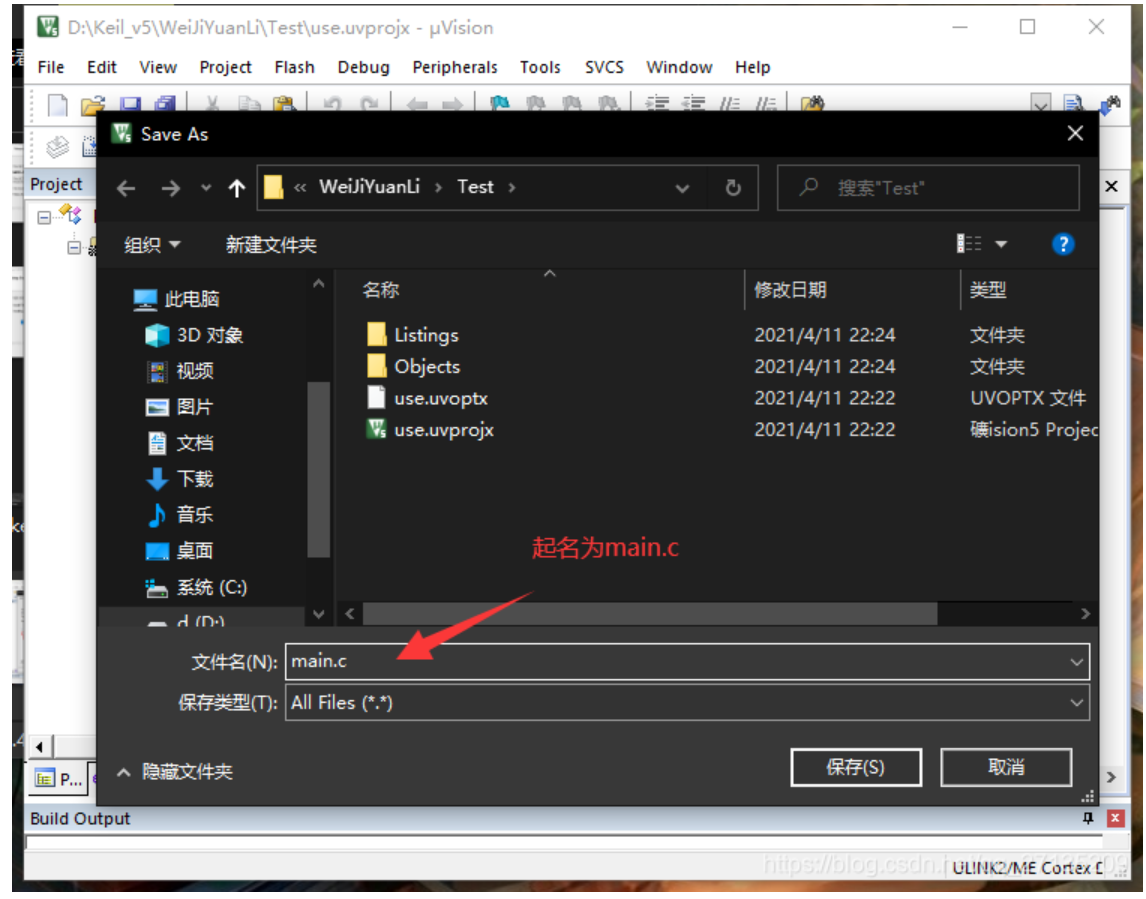 D:\Keil_v5\WeiJiYuanLi\Test\use.uvprojx - µVision
File Edit View Project Flash Debug Peripherals Tools SVCS Window Help
Save As
Project
« WeiJiYuanLi › Test ›
搜索"Test"
组织
新建文件夹
此电脑
3D 对象
视频
图片
文档
下载
音乐
桌面
系统 (C:)
d (D:)
名称 修改日期 类型
Listings 2021/4/11 22:24 文件夹
Objects 2021/4/11 22:24 文件夹
use.uvoptx 2021/4/11 22:22 UVOPTX 文件
use.uvprojx 2021/4/11 22:22 礦ision5 Projec
起名为main.c
文件名(N): main.c
保存类型(T): All Files (*.*)
隐藏文件夹
保存(S) 取消
P...
Build Output
https://blog.csdn.
ULINK2/ME Cortex D